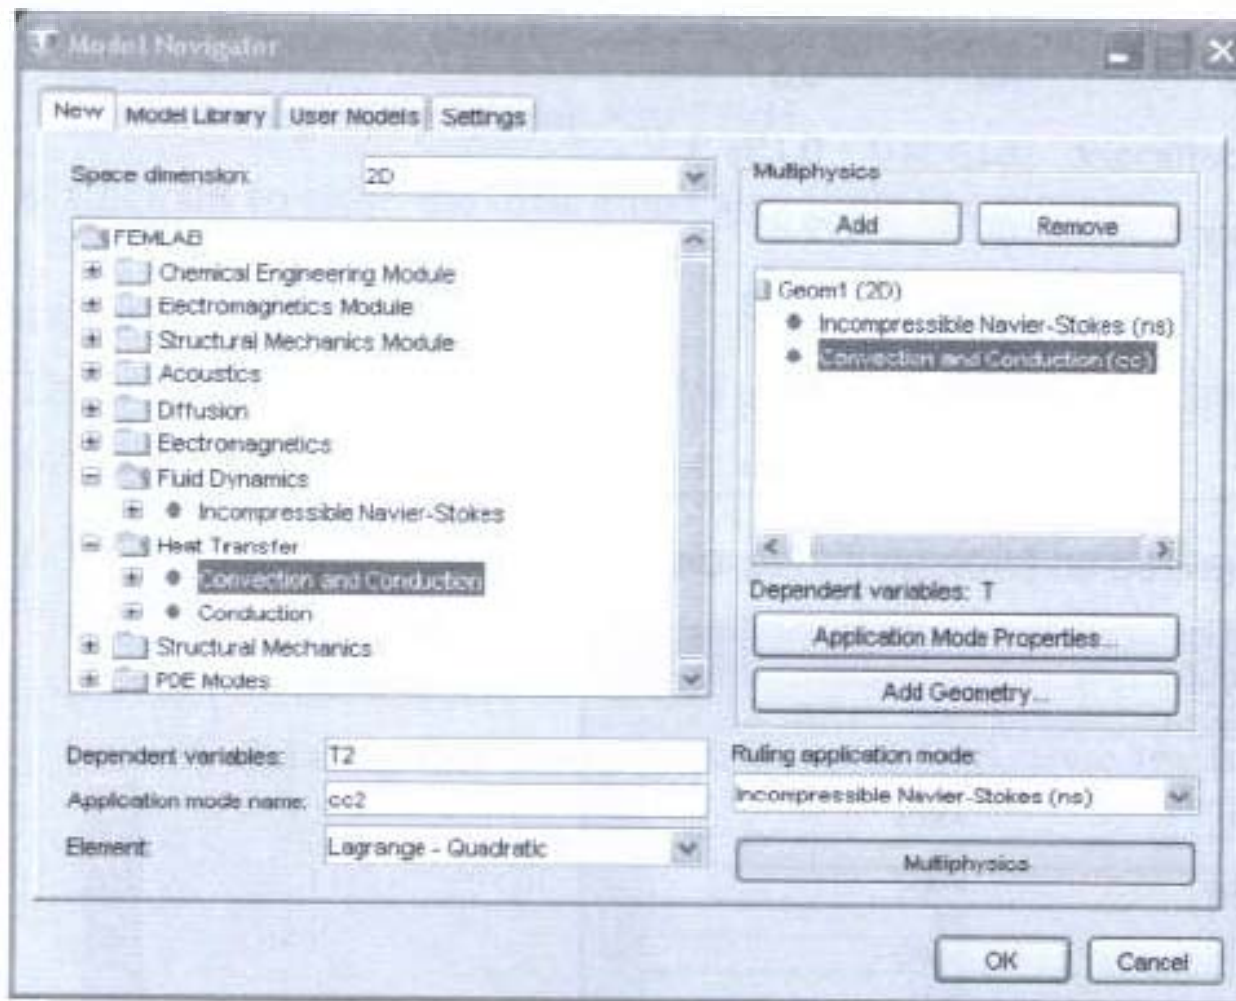 Model Navigator
New Model Library User Models Settings
Space dimension: 2D
FEMLAB
Chemical Engineering Module
Electromagnetics Module
Structural Mechanics Module
Acoustics
Diffusion
Electromagnetics
Fluid Dynamics
Incompressible Navier-Stokes
Heat Transfer
Convection and Conduction
Conduction
Structural Mechanics
PDE Modes
Dependent variables: T2
Application mode name: cc2
Element: Lagrange - Quadratic
Multiphysics
Add Remove
Geom1 (2D)
Incompressible Navier-Stokes (ns)
Convection and Conduction (cc)
Dependent variables: T
Application Mode Properties...
Add Geometry...
Ruling application mode:
Incompressible Navier-Stokes (ns)
Multiphysics
OK Cancel